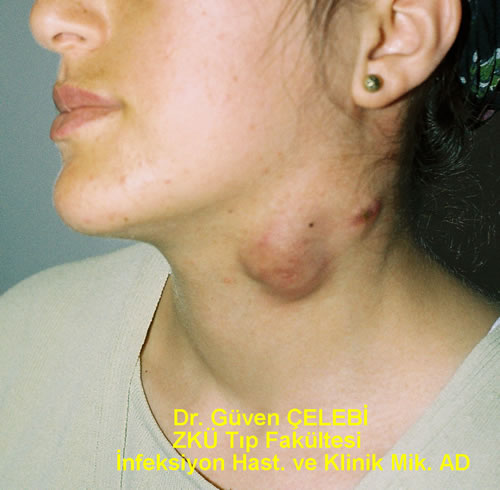 Dr. Güven ÇELEBİ
ZKÜ Tıp Fakültesi
İnfeksiyon Hast. ve Klinik Mik. AD